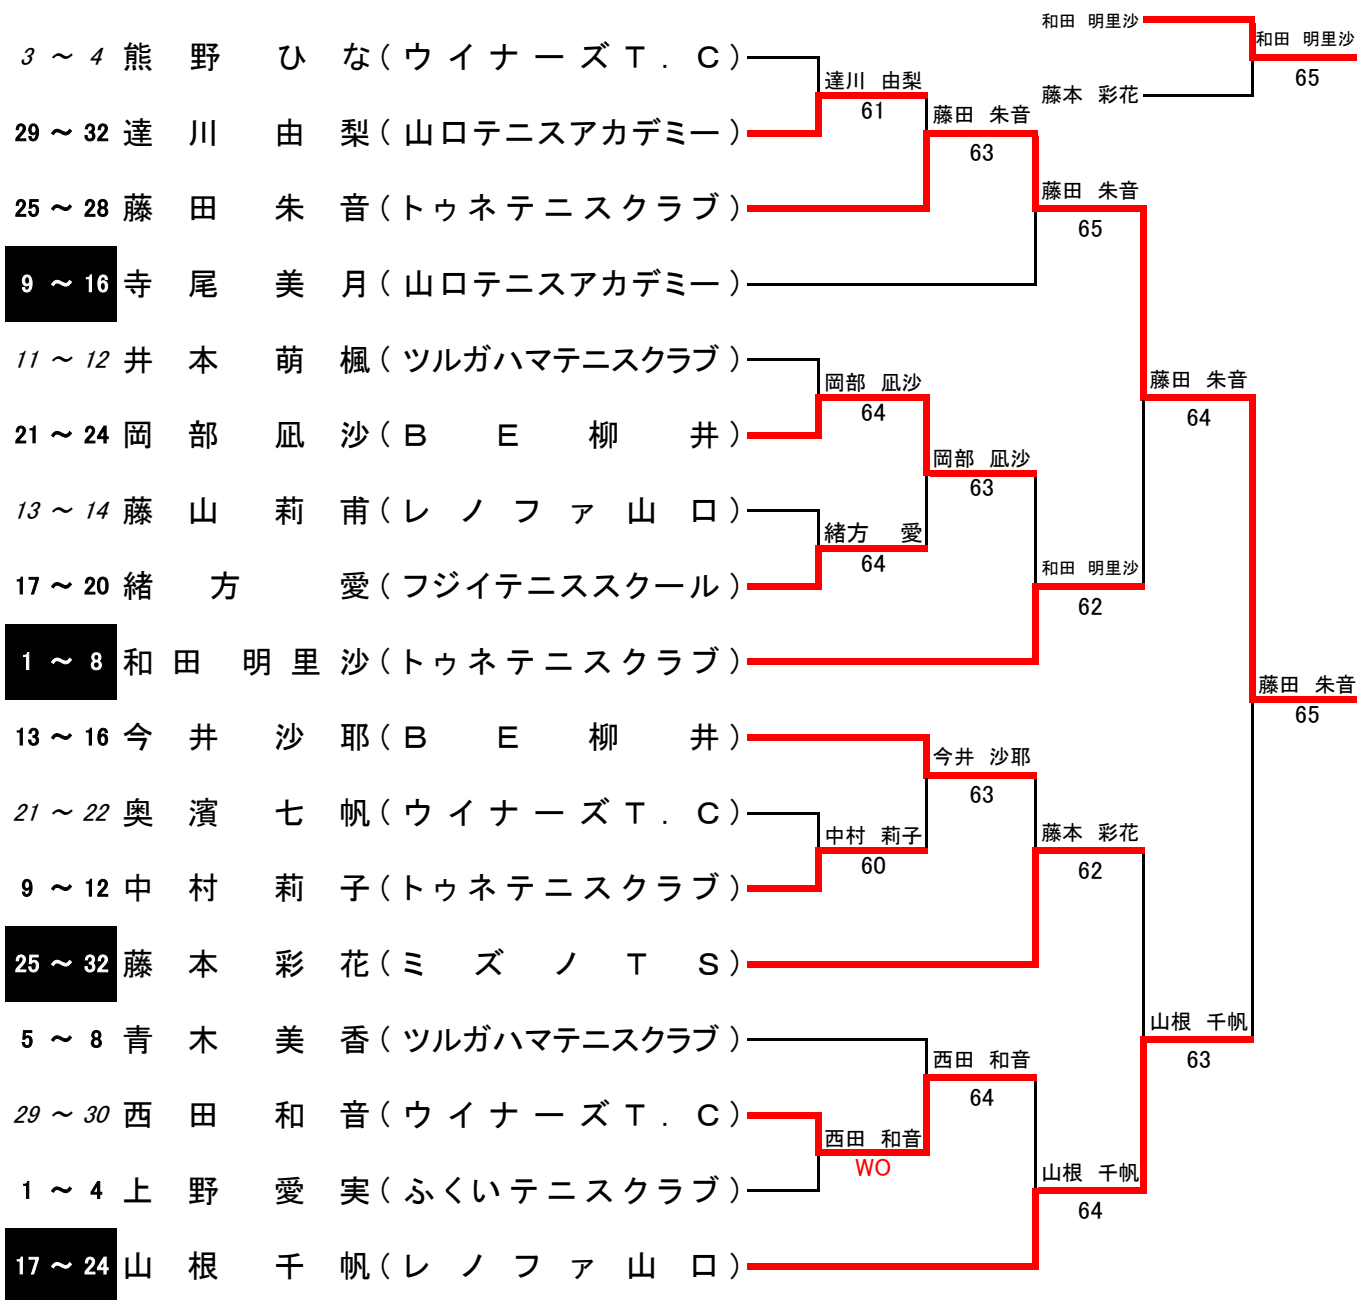 和田 明里沙
和田 明里沙
65
藤本 彩花
3 ～ 4 熊野 ひな(ウイナーズT.C)
達川 由梨
61
29 ～ 32 達川 由梨(山口テニスアカデミー)
藤田 朱音
63
25 ～ 28 藤田 朱音(トゥネテニスクラブ)
藤田 朱音
65
9 ～ 16 寺尾 美月(山口テニスアカデミー)
11 ～ 12 井本 萌楓(ツルガハマテニスクラブ)
岡部 凪沙
64
藤田 朱音
64
21 ～ 24 岡部 凪沙(BE柳井)
岡部 凪沙
63
13 ～ 14 藤山 莉甫(レノファ山口)
緒方 愛
64
17 ～ 20 緒方 愛(フジイテニススクール)
和田 明里沙
62
1 ～ 8 和田 明里沙(トゥネテニスクラブ)
藤田 朱音
65
13 ～ 16 今井 沙耶(BE柳井)
今井 沙耶
63
21 ～ 22 奥濱 七帆(ウイナーズT.C)
中村 莉子
60
藤本 彩花
62
9 ～ 12 中村 莉子(トゥネテニスクラブ)
25 ～ 32 藤本 彩花(ミズノTS)
山根 千帆
63
5 ～ 8 青木 美香(ツルガハマテニスクラブ)
西田 和音
64
29 ～ 30 西田 和音(ウイナーズT.C)
西田 和音
WO
1 ～ 4 上野 愛実(ふくいテニスクラブ)
山根 千帆
64
17 ～ 24 山根 千帆(レノファ山口)